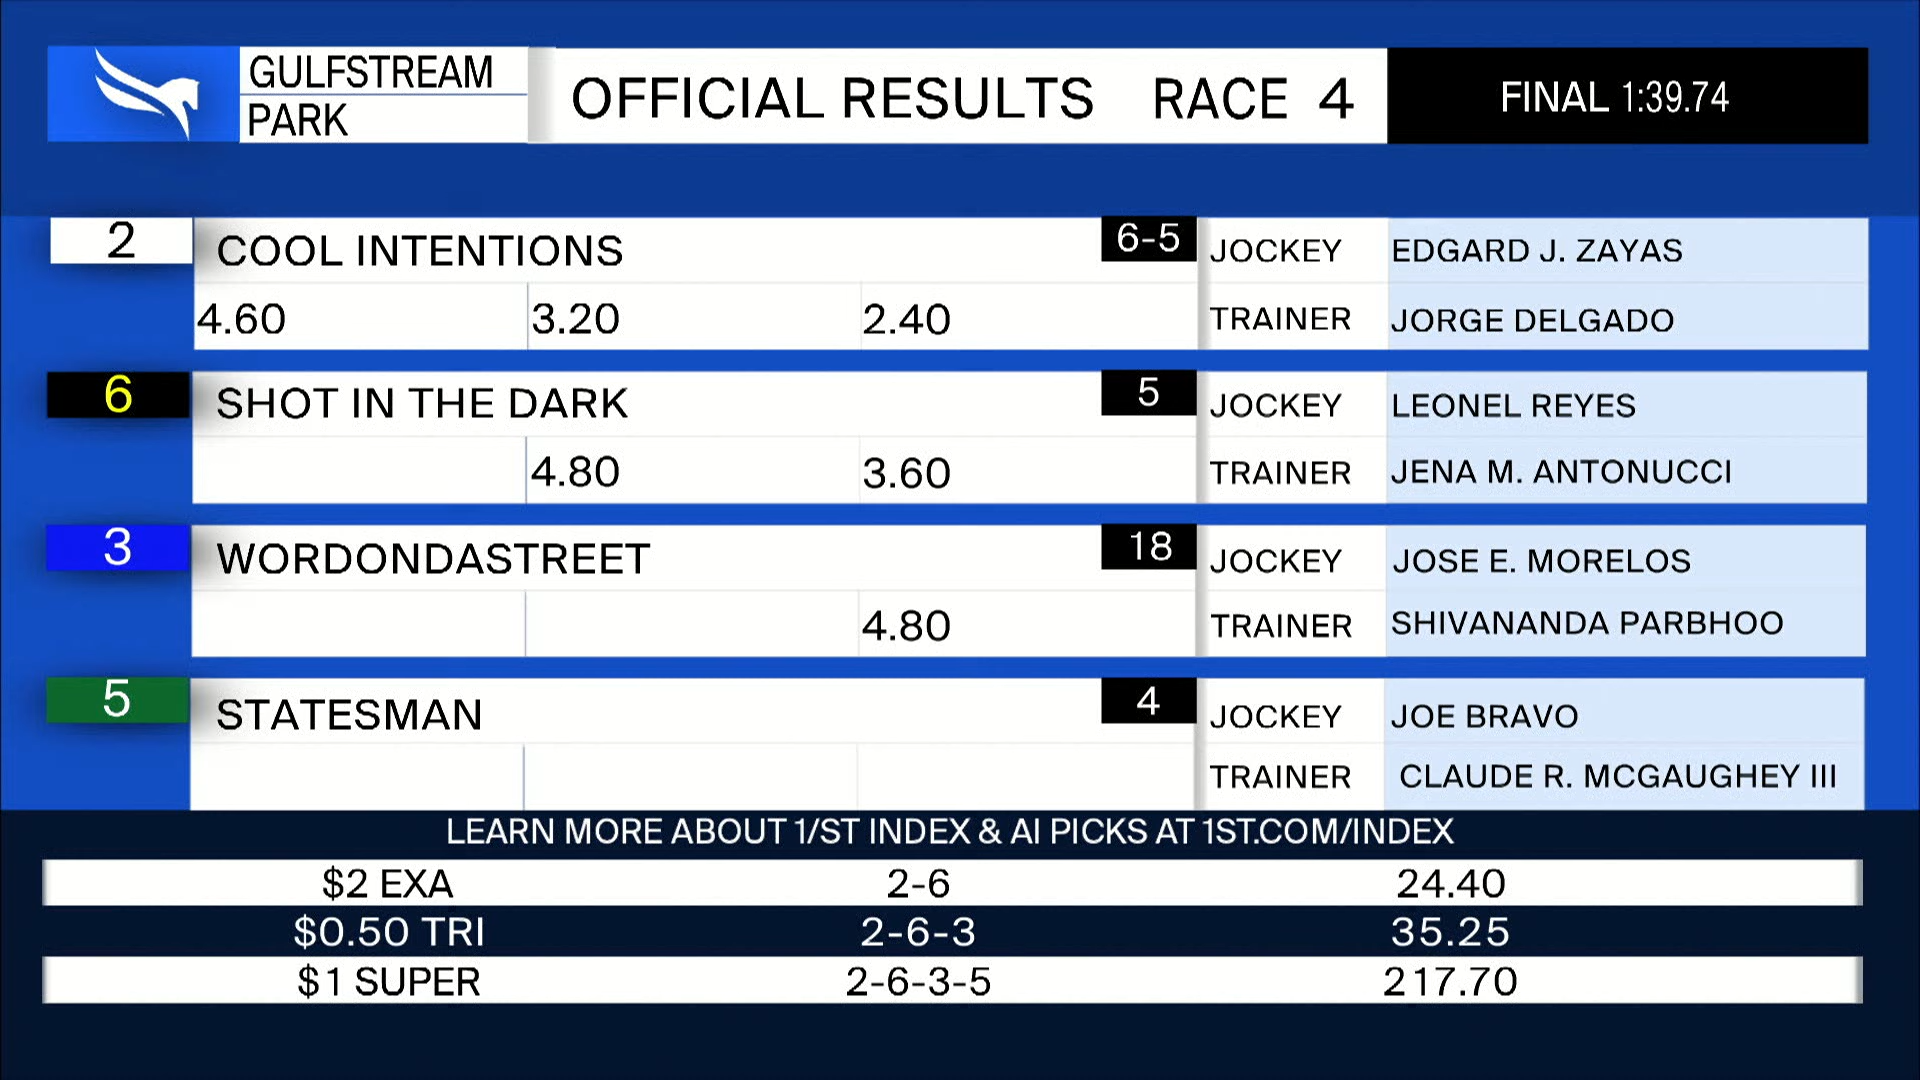 GULFSTREAM
PARK
OFFICIAL RESULTS RACE 4
FINAL 1:39.74
2 COOL INTENTIONS 6-5 JOCKEY EDGARD J. ZAYAS
4.60 3.20 2.40 TRAINER JORGE DELGADO
6 SHOT IN THE DARK 5 JOCKEY LEONEL REYES
4.80 3.60 TRAINER JENA M. ANTONUCCI
3 WORDONDASTREET 18 JOCKEY JOSE E. MORELOS
4.80 TRAINER SHIVANANDA PARBHOO
5 STATESMAN 4 JOCKEY JOE BRAVO
TRAINER CLAUDE R. MCGAUGHEY III
LEARN MORE ABOUT 1/ST INDEX & AI PICKS AT 1ST.COM/INDEX
$2 EXA 2-6 24.40
$0.50 TRI 2-6-3 35.25
$1 SUPER 2-6-3-5 217.70